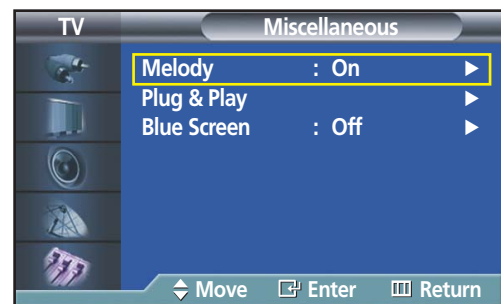 TV Miscellaneous
Melody : On
Plug & Play
Blue Screen : Off
Move Enter Return